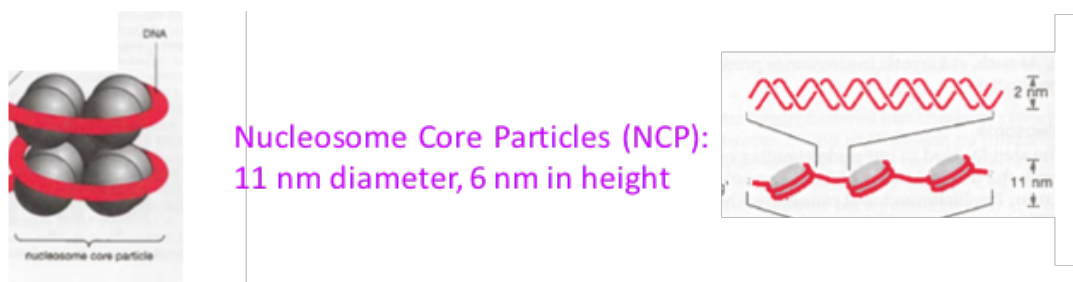 DNA
nucleosome core particle
Nucleosome Core Particles (NCP):
11 nm diameter, 6 nm in height
2 nm
11 nm